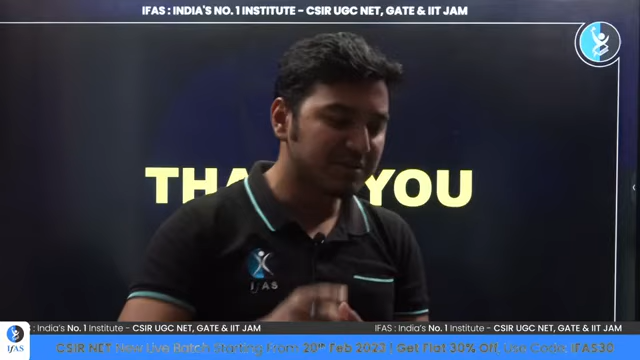 IFAS : INDIA'S NO. 1 INSTITUTE - CSIR UGC NET, GATE & IIT JAM
THA YOU
IFAS
: India's No. 1 Institute - CSIR UGC NET, GATE & IIT JAM IFAS : India's No. 1 Institute - CSIR UGC NET, GATE & IIT JAM
IFAS CSIR NET New Live Batch Starting From 20th Feb 2023 | Get Flat 30% Off, Use Code: IFAS30